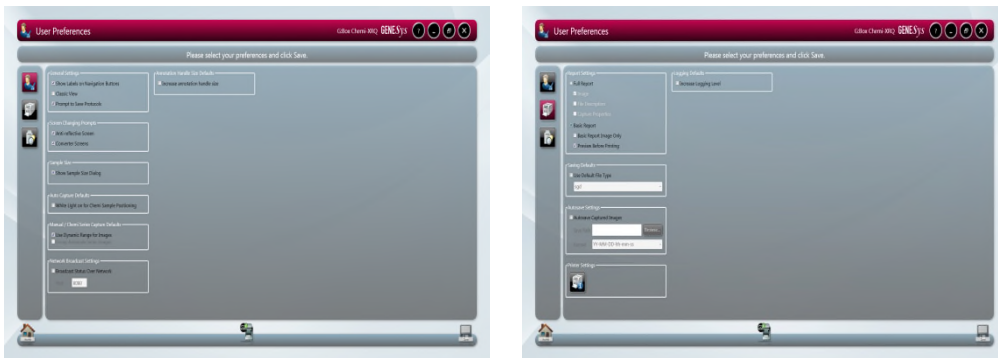 User Preferences
GBox Chemi-XRQ GENESys
Please select your preferences and click Save.
General Settings
Show Labels on Navigation Buttons
Classic View
Prompt to Save Protocols
Annotation Handle Size Defaults
Increase annotation handle size
Screen Changing Prompts
Anti-reflective Screen
Converter Screens
Sample Size
Show Sample Size Dialog
Auto Capture Defaults
White Light on for Chemi Sample Positioning
Manual / Chemi Series Capture Defaults
Use Dynamic Range for Images
Network Broadcast Settings
Broadcast Status Over Network
User Preferences
GBox Chemi-XRQ GENESys
Please select your preferences and click Save.
Report Settings
Full Report
Image
File Description
Capture Properties
Basic Report
Basic Report Image Only
Preview Before Printing
Logging Defaults
Increase Logging Level
Saving Defaults
Use Default File Type
Autosave Settings
Autosave Captured Images
Browse...
Printer Settings